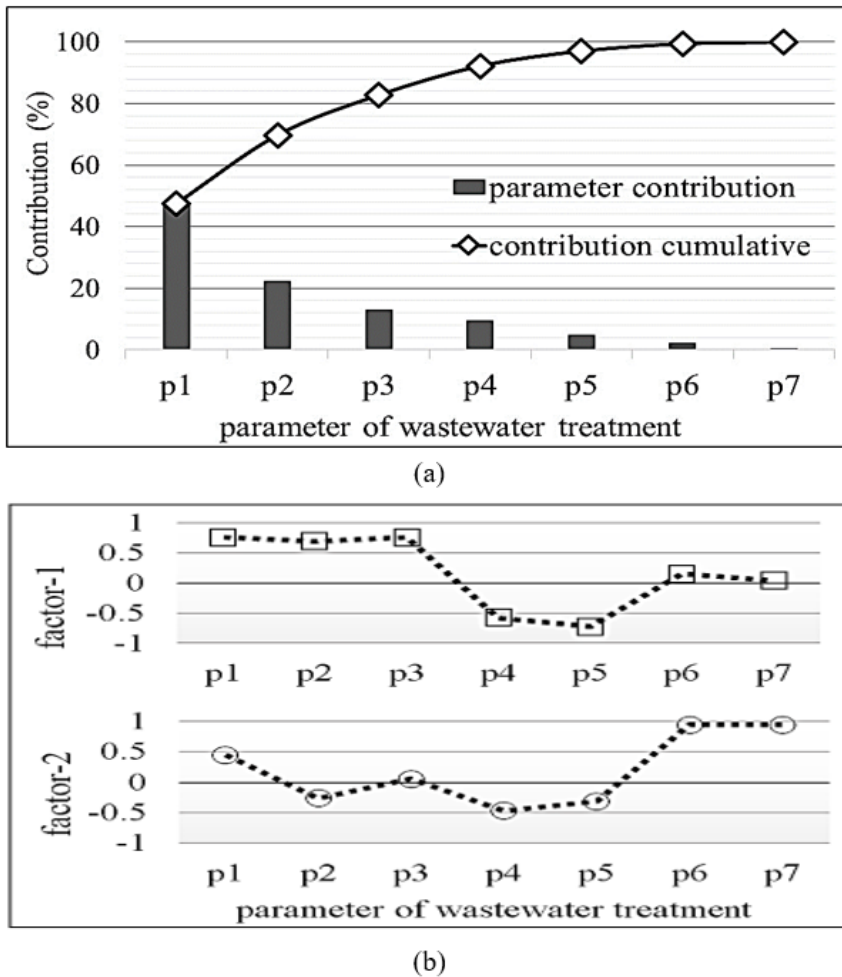 100
80
60
40
20
0
Contribution (%)
parameter contribution
contribution cumulative
p1 p2 p3 p4 p5 p6 p7
parameter of wastewater treatment
(a)
1
0.5
0
-0.5
-1
factor-1
p1 p2 p3 p4 p5 p6 p7
1
0.5
0
-0.5
-1
factor-2
p1 p2 p3 p4 p5 p6 p7
parameter of wastewater treatment
(b)